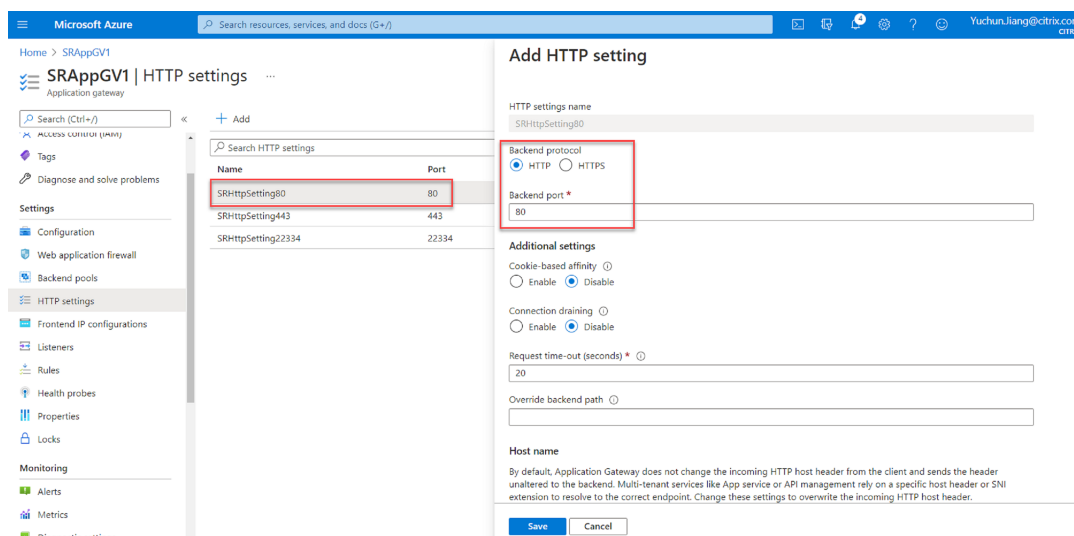 Microsoft Azure
Search resources, services, and docs (G+/)
4
Yuchun.Jiang@citrix.com
CITR
Home > SRAppGV1
SRAppGV1 | HTTP settings ...
Application gateway
Search (Ctrl+/)
«
Access control (IAM)
Tags
Diagnose and solve problems
Settings
Configuration
Web application firewall
Backend pools
HTTP settings
Frontend IP configurations
Listeners
Rules
Health probes
Properties
Locks
Monitoring
Alerts
Metrics
+ Add
Search HTTP settings
Name Port
SRHttpSetting80 80
SRHttpSetting443 443
SRHttpSetting22334 22334
Add HTTP setting
HTTP settings name
SRHttpSetting80
Backend protocol
HTTP HTTPS
Backend port *
80
Additional settings
Cookie-based affinity
Enable Disable
Connection draining
Enable Disable
Request time-out (seconds) *
20
Override backend path
Host name
By default, Application Gateway does not change the incoming HTTP host header from the client and sends the header
unaltered to the backend. Multi-tenant services like App service or API management rely on a specific host header or SNI
extension to resolve to the correct endpoint. Change these settings to overwrite the incoming HTTP host header.
Save Cancel